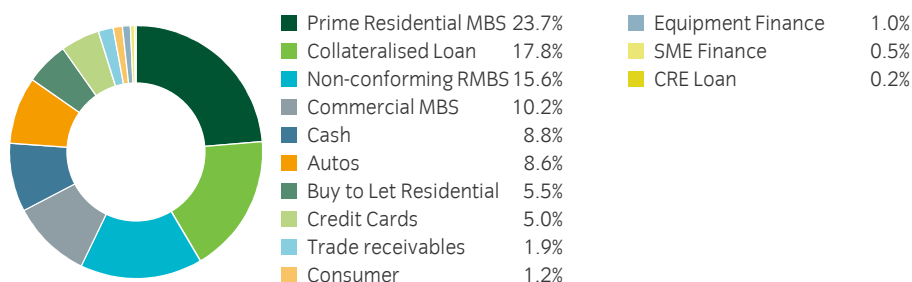 Prime Residential MBS 23.7%
Collateralised Loan 17.8%
Non-conforming RMBS 15.6%
Commercial MBS 10.2%
Cash 8.8%
Autos 8.6%
Buy to Let Residential 5.5%
Credit Cards 5.0%
Trade receivables 1.9%
Consumer 1.2%
Equipment Finance 1.0%
SME Finance 0.5%
CRE Loan 0.2%